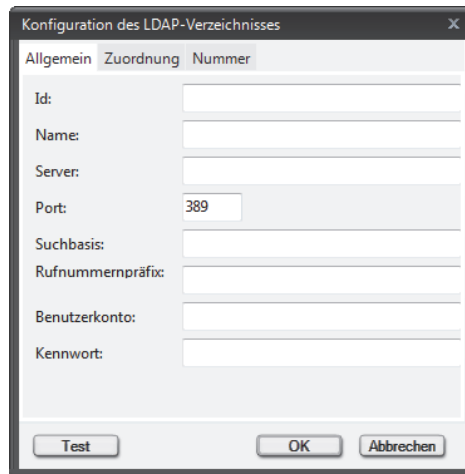 Konfiguration des LDAP-Verzeichnisses x
Allgemein Zuordnung Nummer
Id:
Name:
Server:
Port: 389
Suchbasis:
Rufnummernpräfix:
Benutzerkonto:
Kennwort:
Test OK Abbrechen